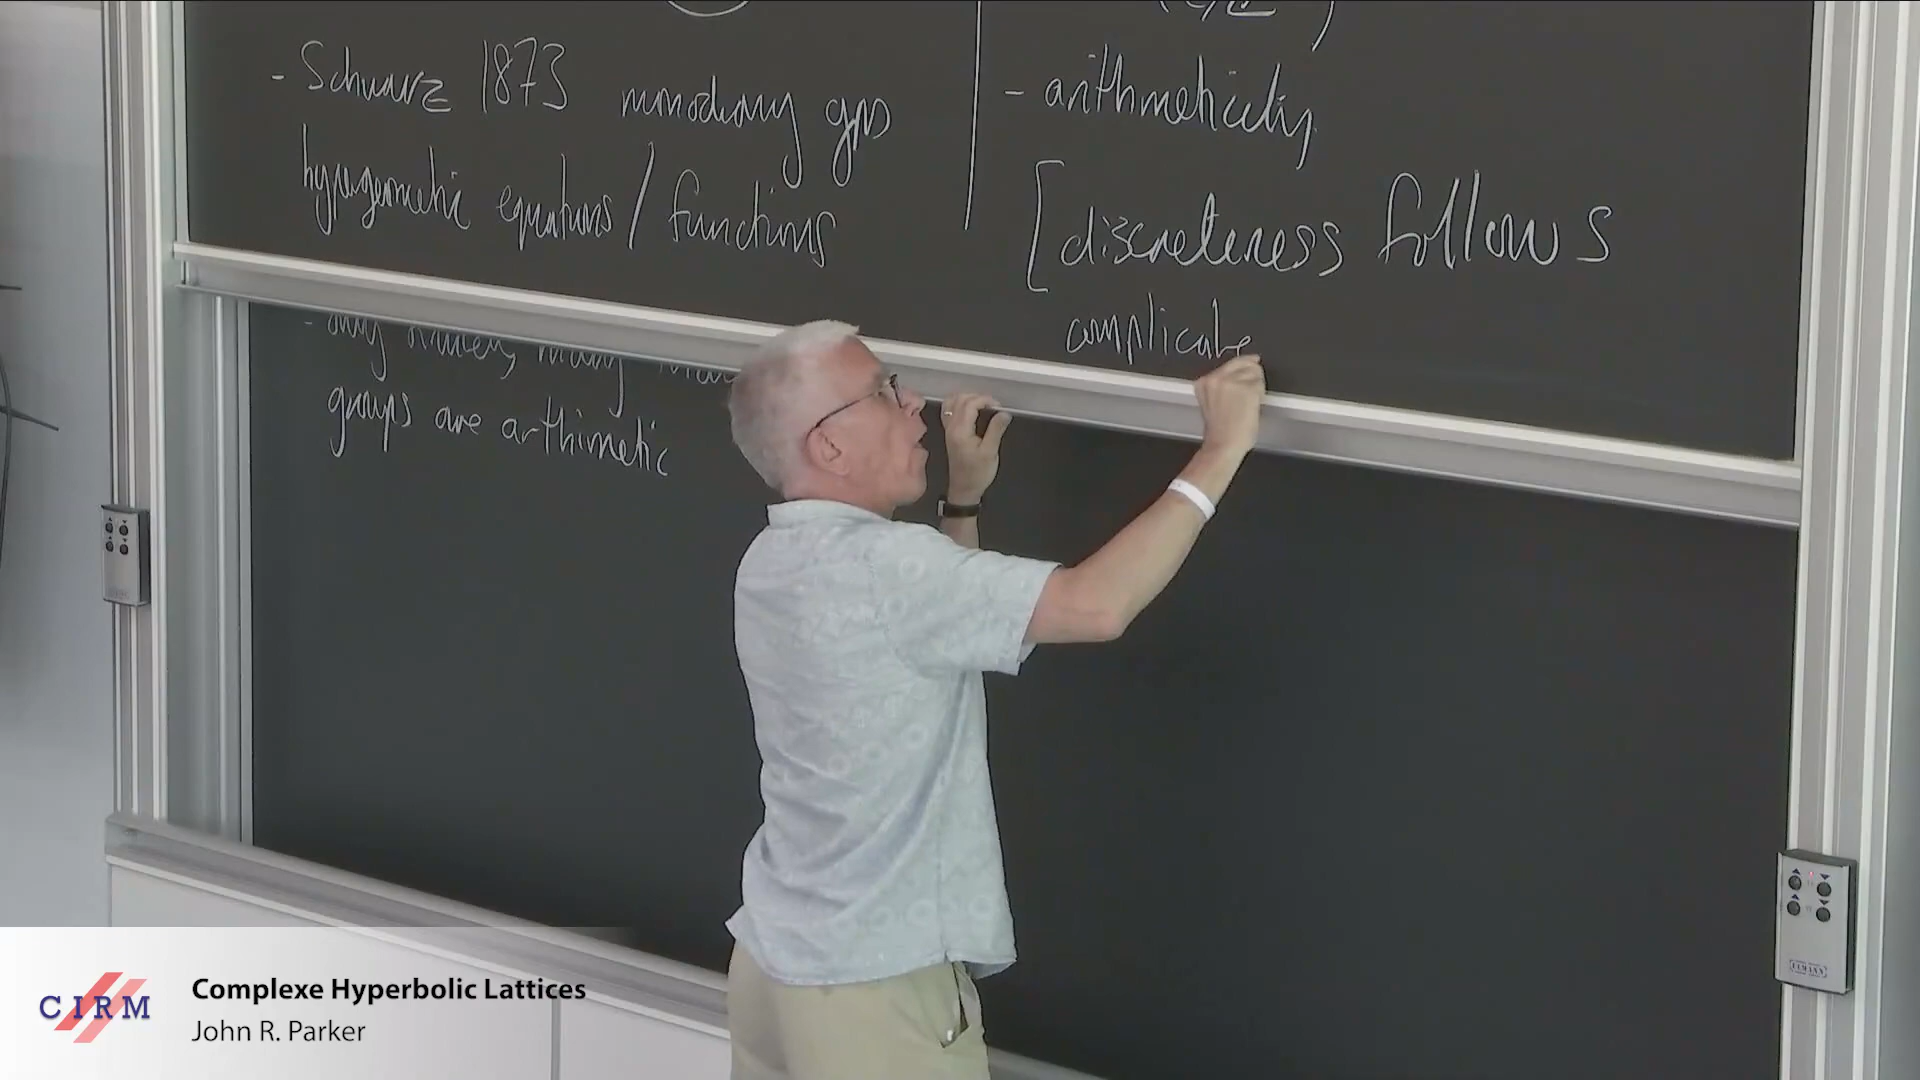 - Schwarz 1873 monodromy gps
hypergeometric equations / functions
- arithmeticity
[discreteness follows
complicate
groups are arithmetic
CIRM
Complexe Hyperbolic Lattices
John R. Parker